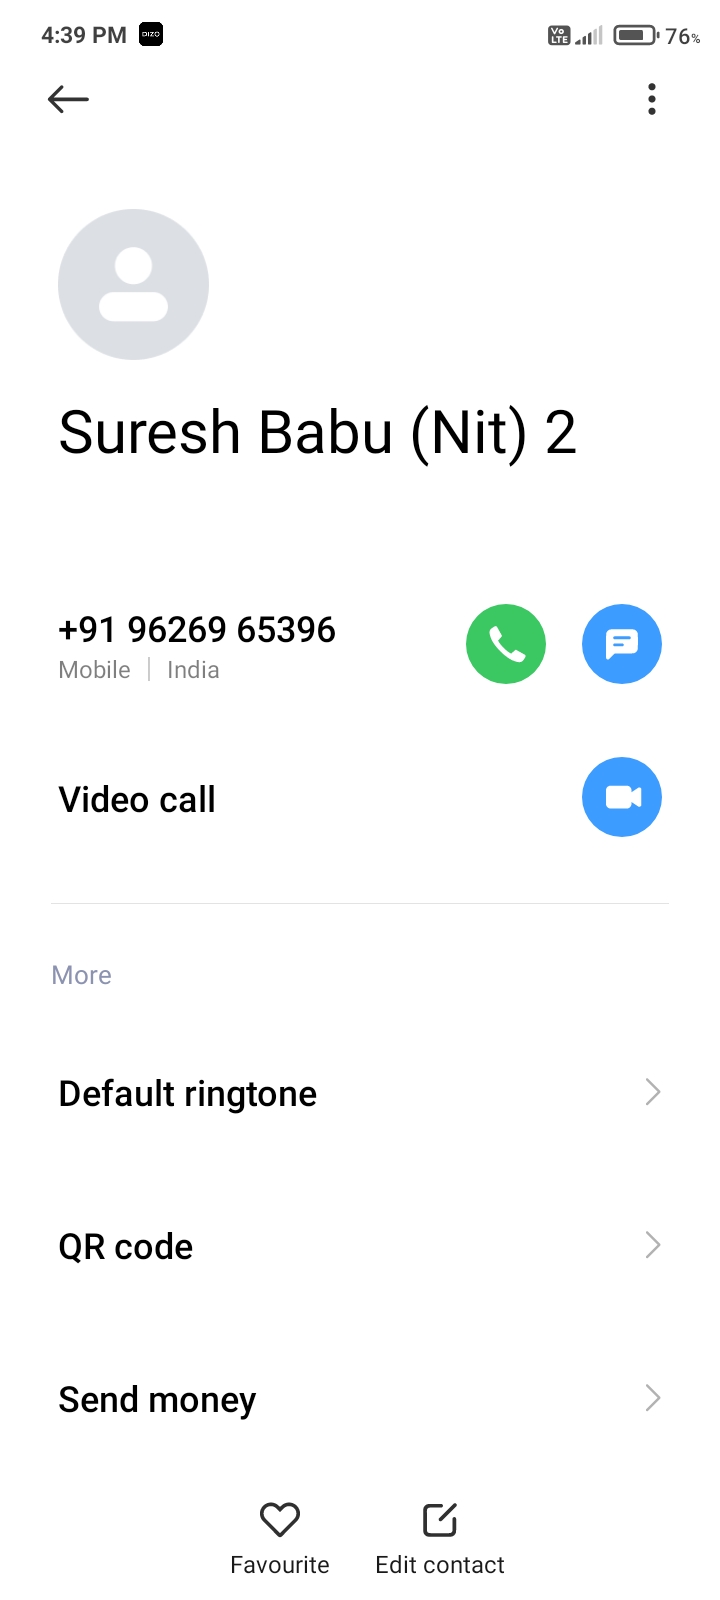 4:39 PM DIZO Vo LTE 76%
Suresh Babu (Nit) 2
+91 96269 65396
Mobile | India
Video call
More
Default ringtone
QR code
Send money
Favourite Edit contact